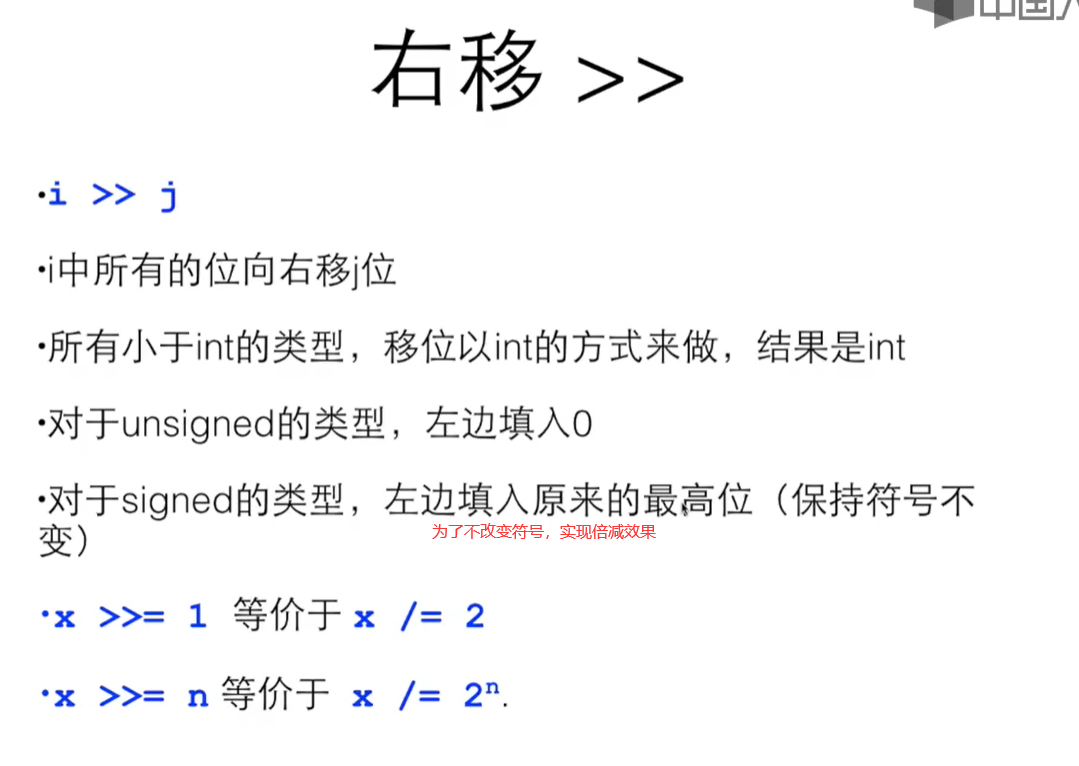 中国
右移 >>
•i >> j
•i中所有的位向右移j位
•所有小于int的类型，移位以int的方式来做，结果是int
•对于unsigned的类型，左边填入0
•对于signed的类型，左边填入原来的最高位（保持符号不
变）
为了不改变符号，实现倍减效果
•x >>= 1 等价于 x /= 2
•x >>= n 等价于 x /= 2ⁿ.